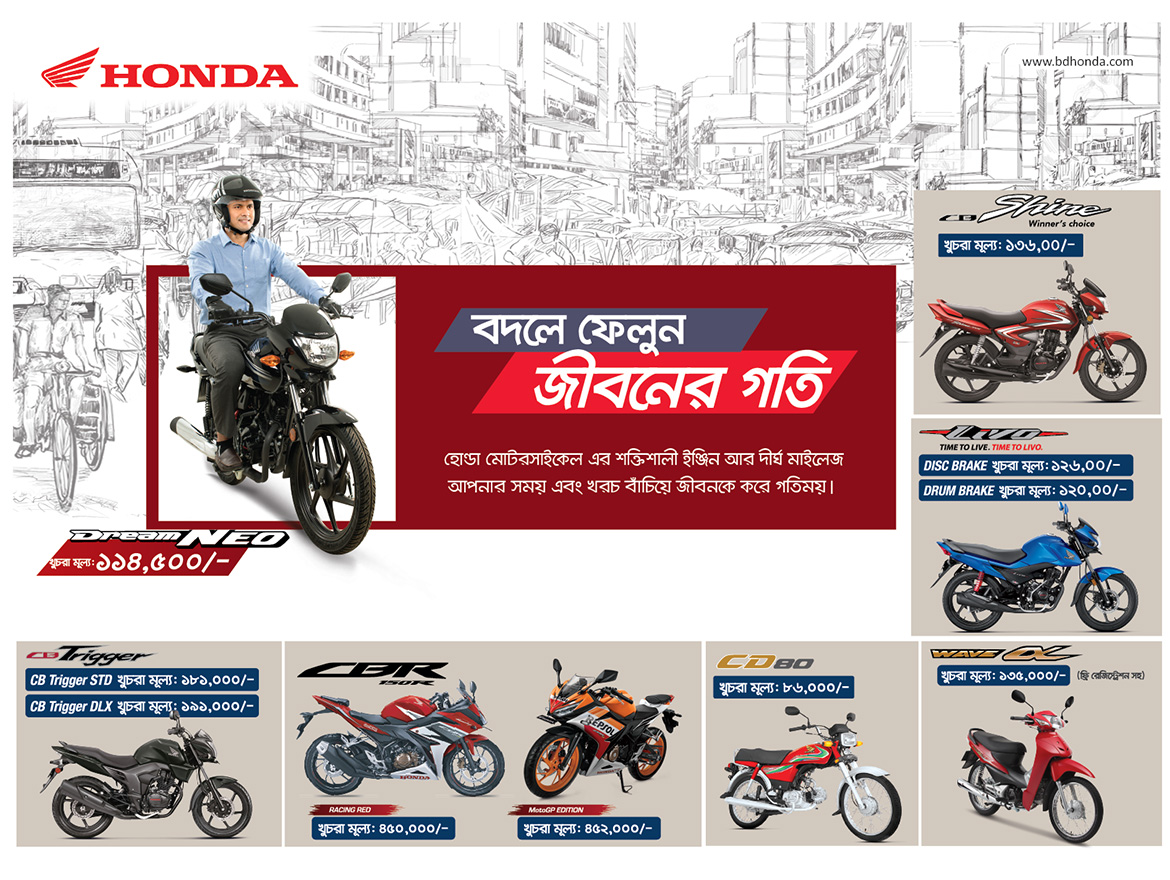 HONDA
www.bdhonda.com
CB Shine
Winner's choice
খুচরা মূল্য: ১৩৬,০০/-
বদলে ফেলুন
জীবনের গতি
হোন্ডা মোটরসাইকেল এর শক্তিশালী ইঞ্জিন আর দীর্ঘ মাইলেজ
আপনার সময় এবং খরচ বাঁচিয়ে জীবনকে করে গতিময়।
LIVO
TIME TO LIVE. TIME TO LIVO.
DISC BRAKE খুচরা মূল্য: ১২৬,০০/-
DRUM BRAKE খুচরা মূল্য: ১২০,০০/-
Dream NEO
খুচরা মূল্য: ১১৪,৫০০/-
CB Trigger
CB Trigger STD খুচরা মূল্য: ১৮১,০০০/-
CB Trigger DLX খুচরা মূল্য: ১৯১,০০০/-
CBR
150R
REPSOL
HONDA
RACING RED
খুচরা মূল্য: ৪৫০,০০০/-
MotoGP EDITION
খুচরা মূল্য: ৪৫২,০০০/-
CD 80
খুচরা মূল্য: ৮৬,০০০/-
WAVE α
খুচরা মূল্য: ১৩৫,০০০/- (ফ্রি রেজিস্ট্রেশন সহ)